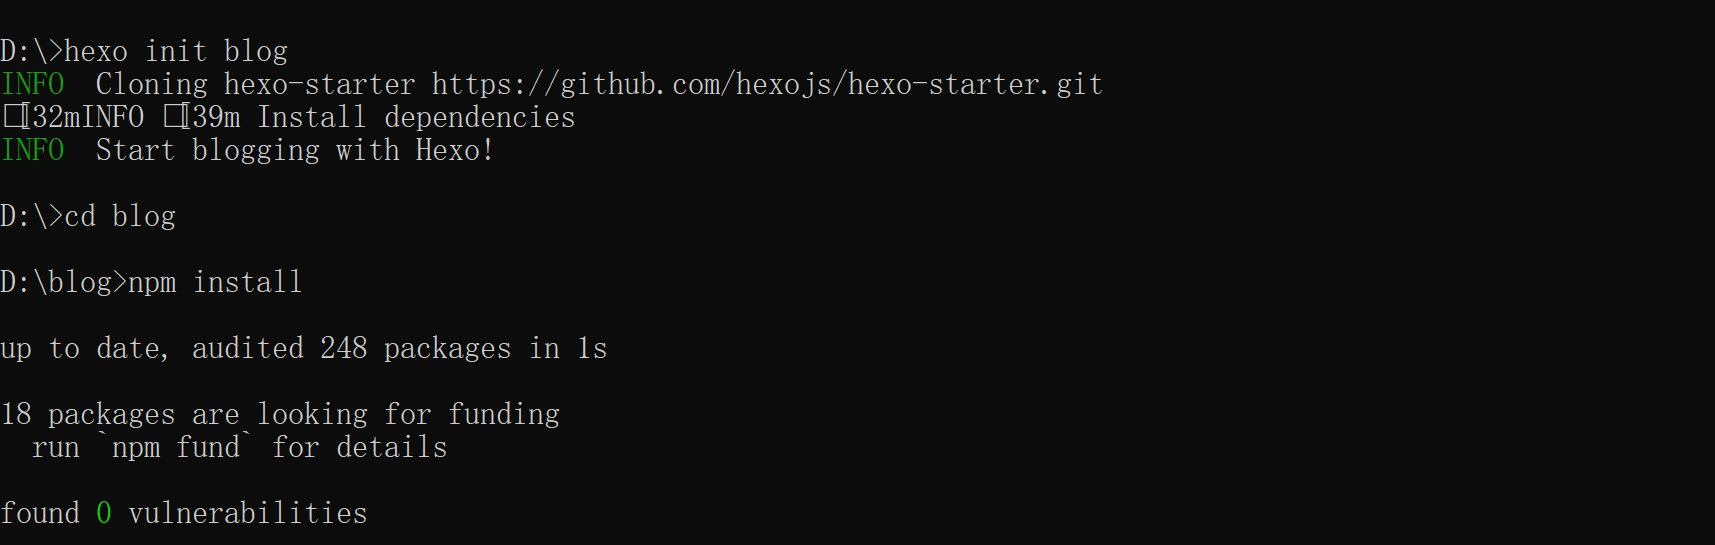 D:\>hexo init blog
INFO  Cloning hexo-starter https://github.com/hexojs/hexo-starter.git
[32mINFO [39m Install dependencies
INFO  Start blogging with Hexo!
D:\>cd blog
D:\blog>npm install
up to date, audited 248 packages in 1s
18 packages are looking for funding
  run `npm fund` for details
found 0 vulnerabilities